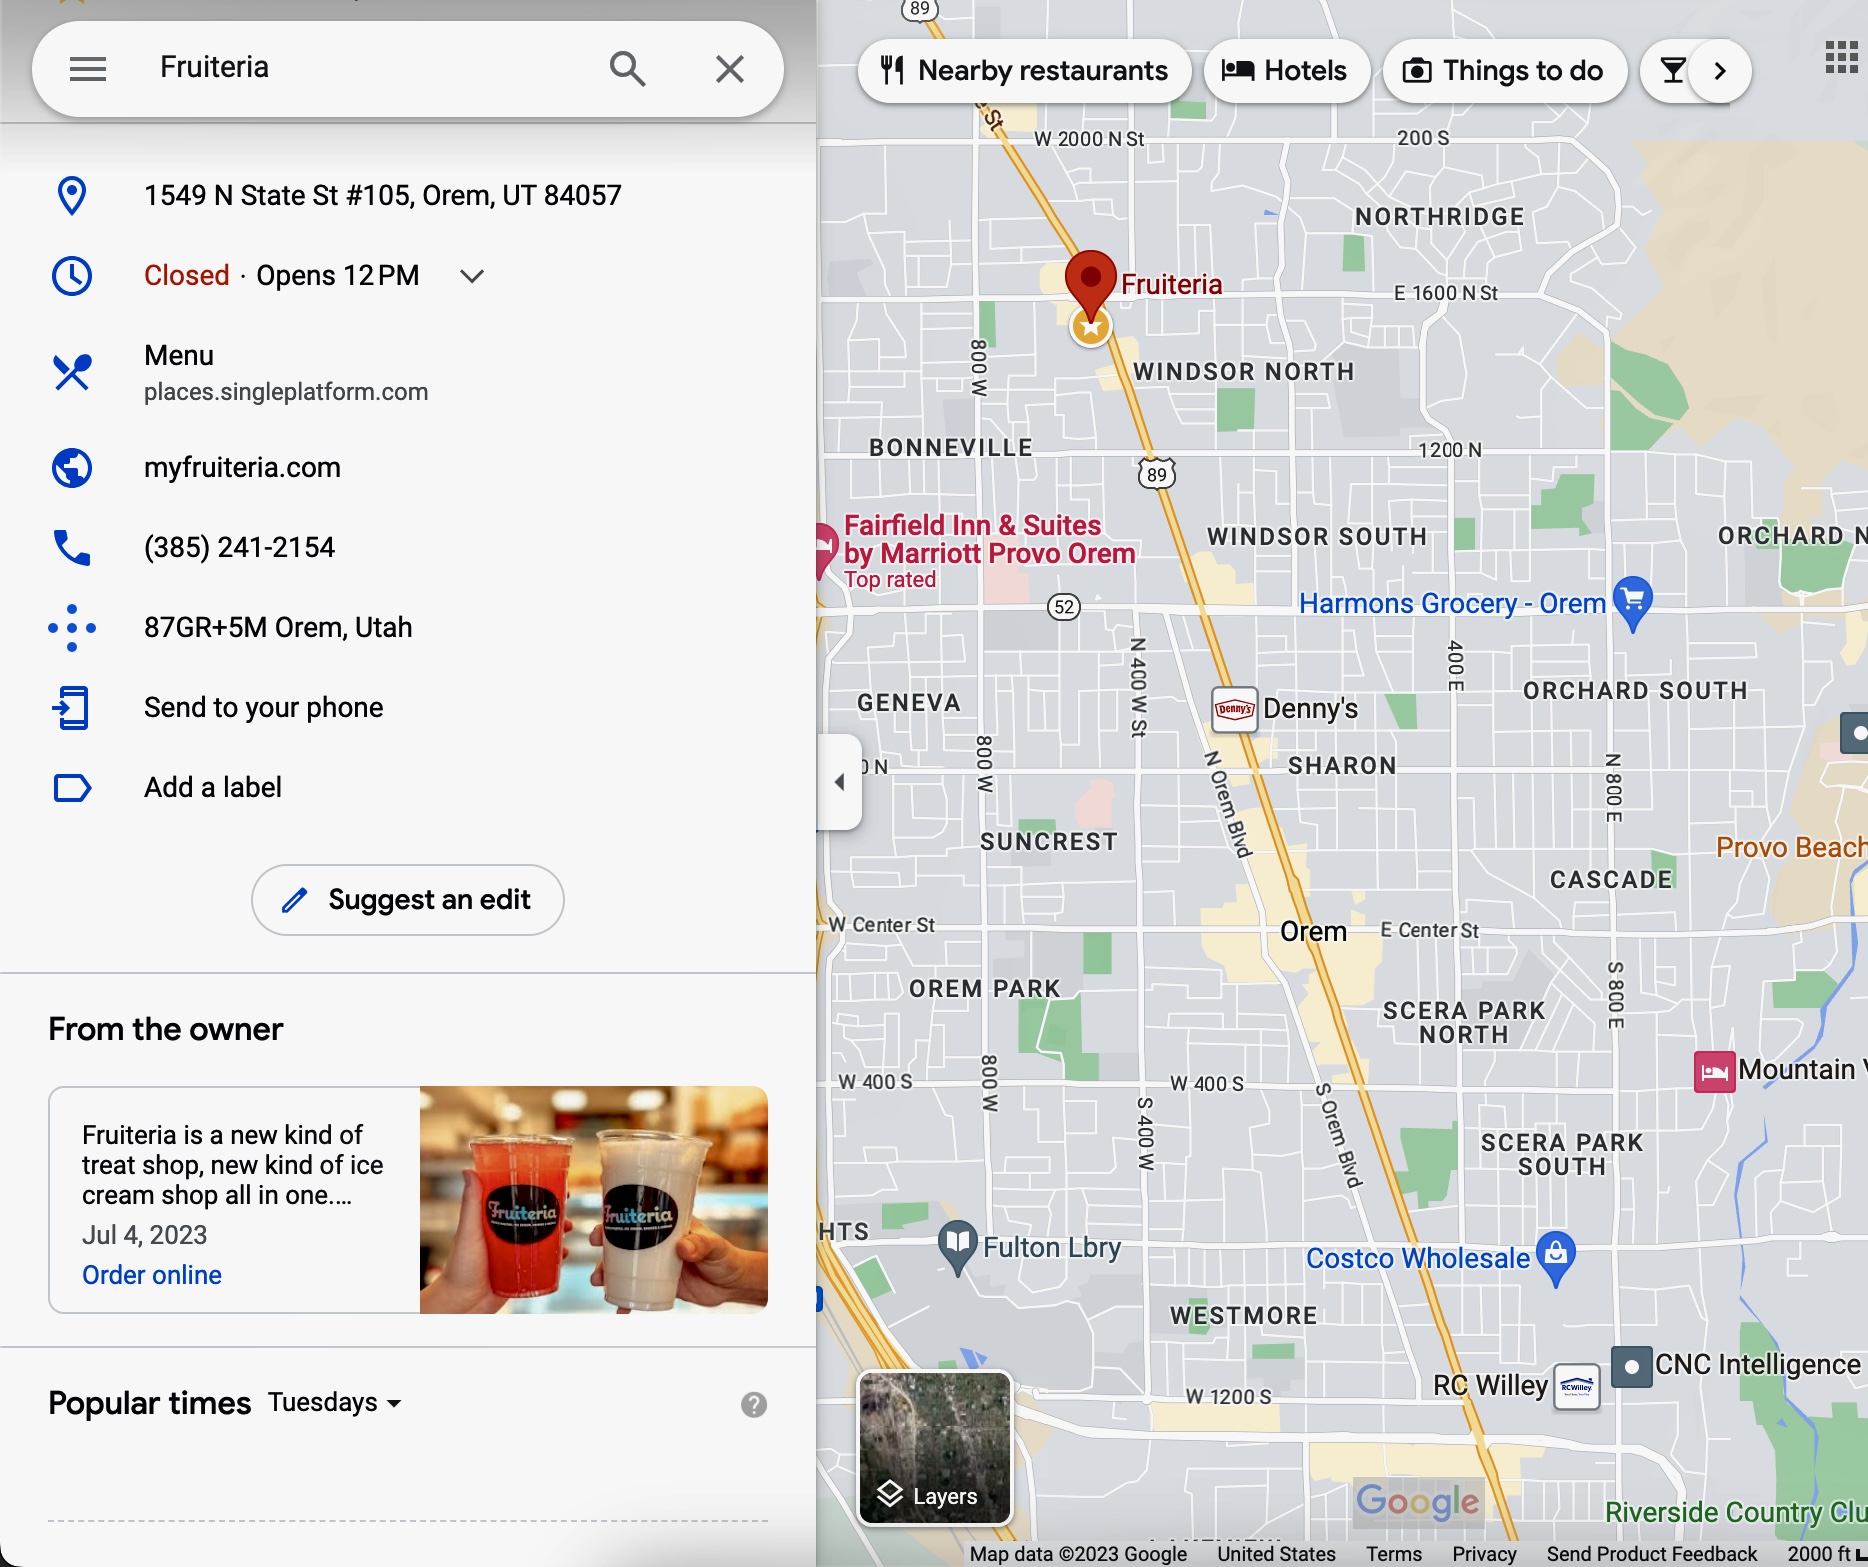 Fruiteria
1549 N State St #105, Orem, UT 84057
Closed · Opens 12 PM
Menu
places.singleplatform.com
myfruiteria.com
(385) 241-2154
87GR+5M Orem, Utah
Send to your phone
Add a label
Suggest an edit
From the owner
Fruiteria is a new kind of
treat shop, new kind of ice
cream shop all in one....
Jul 4, 2023
Order online
Fruiteria
Fruiteria
Popular times Tuesdays
?
89
Nearby restaurants
Hotels
Things to do
St
W 2000 N St
200 S
NORTHRIDGE
Fruiteria
E 1600 N St
800 W
WINDSOR NORTH
BONNEVILLE
1200 N
89
Fairfield Inn & Suites
by Marriott Provo Orem
Top rated
WINDSOR SOUTH
ORCHARD N
52
Harmons Grocery - Orem
N 400 W St
400 E
GENEVA
ORCHARD SOUTH
Denny's
Denny's
800 W
0 N
N Orem Blvd
SHARON
N 800 E
SUNCREST
Provo Beach
CASCADE
W Center St
Orem
E Center St
OREM PARK
S 800 E
SCERA PARK
NORTH
W 400 S
800 W
W 400 S
S Orem Blvd
Mountain V
S 400 W
SCERA PARK
SOUTH
HTS
Fulton Lbry
Costco Wholesale
WESTMORE
CNC Intelligence
RC Willey
RCWilley
W 1200 S
Layers
Google
Riverside Country Clu
Map data ©2023 Google United States Terms Privacy Send Product Feedback 2000 ft